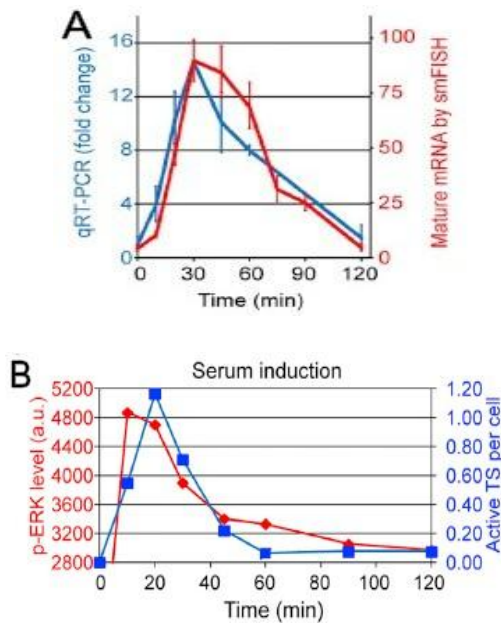 A
qRT-PCR (fold change)
16
12
8
4
0
100
75
50
25
0
Mature mRNA by smFISH
0 30 60 90 120
Time (min)
B
Serum induction
p-ERK level (a.u.)
5200
4800
4400
4000
3600
3200
2800
1.20
1.00
0.80
0.60
0.40
0.20
0.00
Active TS per cell
0 20 40 60 80 100 120
Time (min)